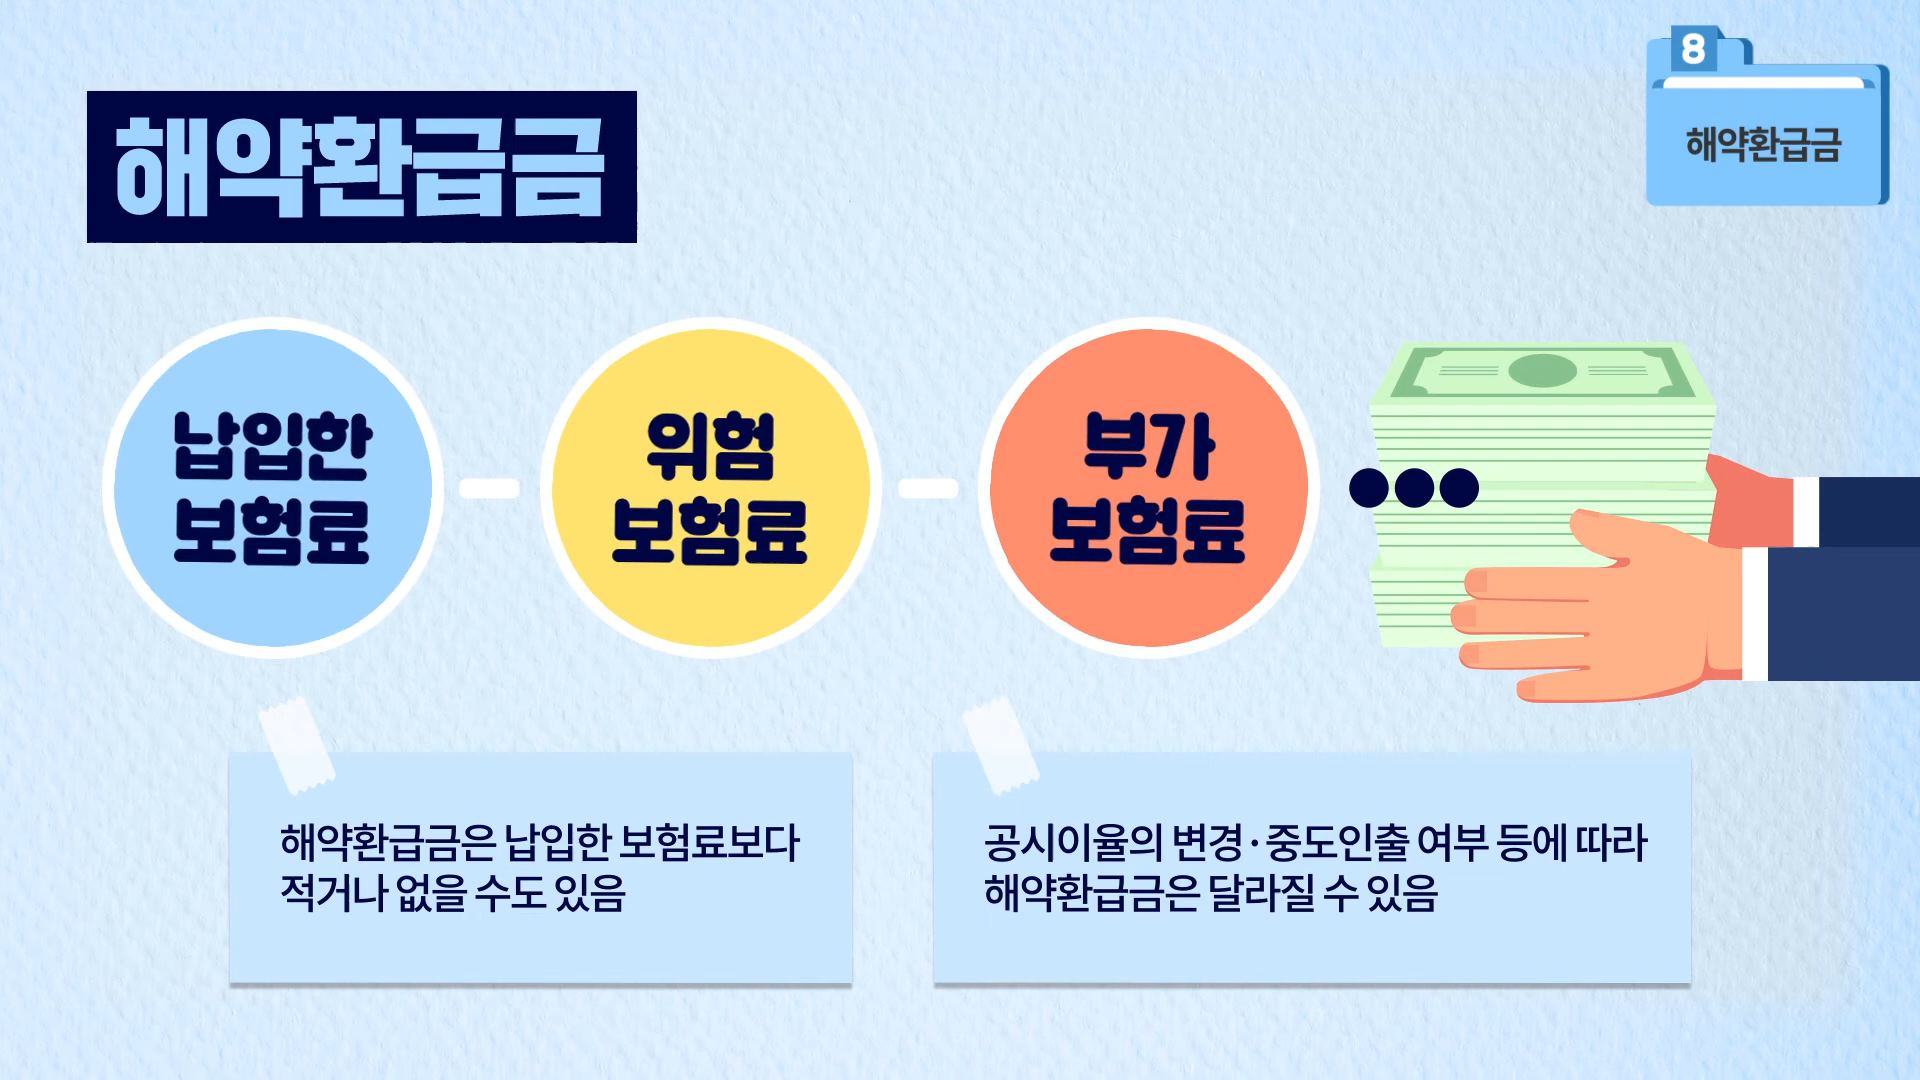 8
해약환급금
해약환급금
납입한
보험료
위험
보험료
부가
보험료
해약환급금은 납입한 보험료보다
적거나 없을 수도 있음
공시이율의 변경·중도인출 여부 등에 따라
해약환급금은 달라질 수 있음